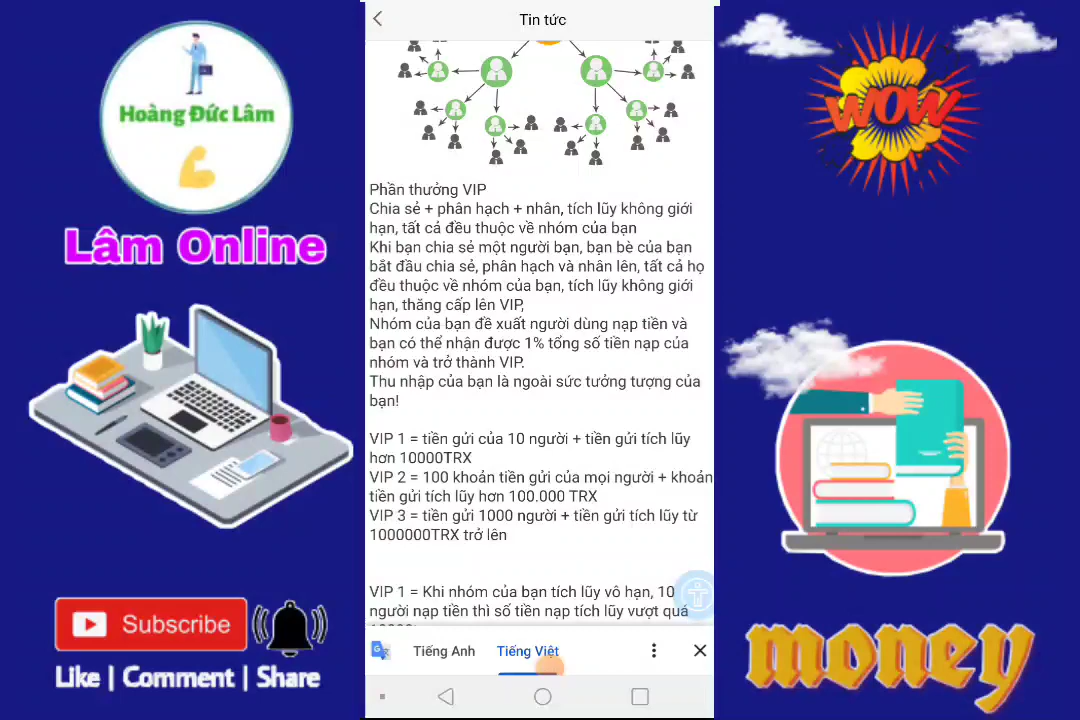 Tin tức
Hoàng Đức Lâm
WOW
Lâm Online
Phần thưởng VIP
Chia sẻ + phân hạch + nhân, tích lũy không giới
hạn, tất cả đều thuộc về nhóm của bạn
Khi bạn chia sẻ một người bạn, bạn bè của bạn
bắt đầu chia sẻ, phân hạch và nhân lên, tất cả họ
đều thuộc về nhóm của bạn, tích lũy không giới
hạn, thăng cấp lên VIP,
Nhóm của bạn đề xuất người dùng nạp tiền và
bạn có thể nhận được 1% tổng số tiền nạp của
nhóm và trở thành VIP.
Thu nhập của bạn là ngoài sức tưởng tượng của
bạn!
VIP 1 = tiền gửi của 10 người + tiền gửi tích lũy
hơn 10000TRX
VIP 2 = 100 khoản tiền gửi của mọi người + khoản
tiền gửi tích lũy hơn 100.000 TRX
VIP 3 = tiền gửi 1000 người + tiền gửi tích lũy từ
1000000TRX trở lên
VIP 1 = Khi nhóm của bạn tích lũy vô hạn, 10
người nạp tiền thì số tiền nạp tích lũy vượt quá
Subscribe
Like | Comment | Share
Tiếng Anh Tiếng Việt
money